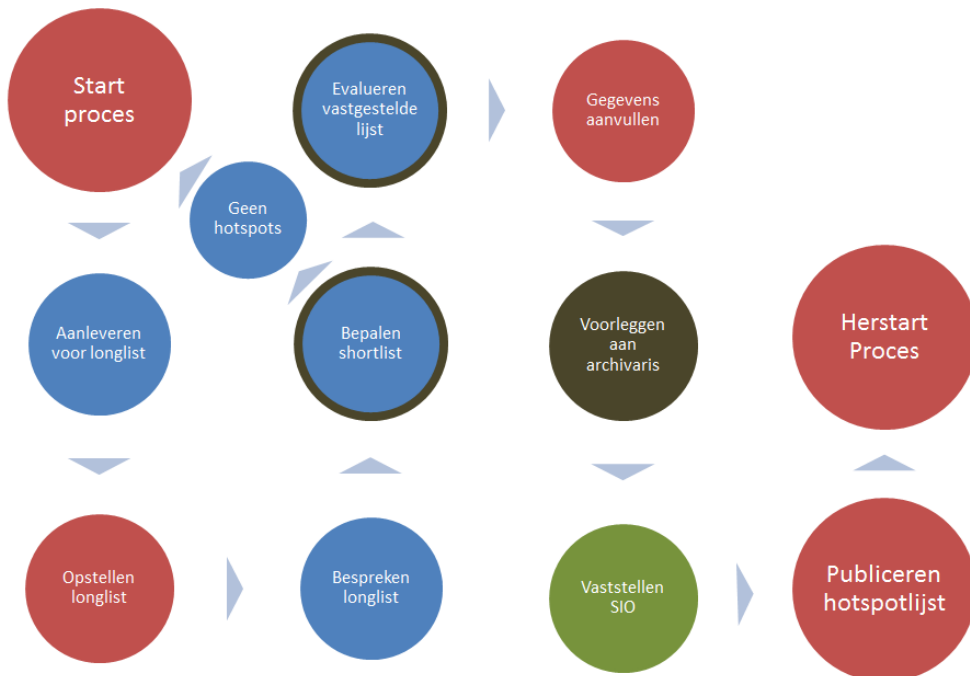 Start
proces
Aanleveren
voor longlist
Opstellen
longlist
Bespreken
longlist
Bepalen
shortlist
Geen
hotspots
Evalueren
vastgestelde
lijst
Gegevens
aanvullen
Voorleggen
aan
archivaris
Vaststellen
SIO
Publiceren
hotspotlijst
Herstart
Proces